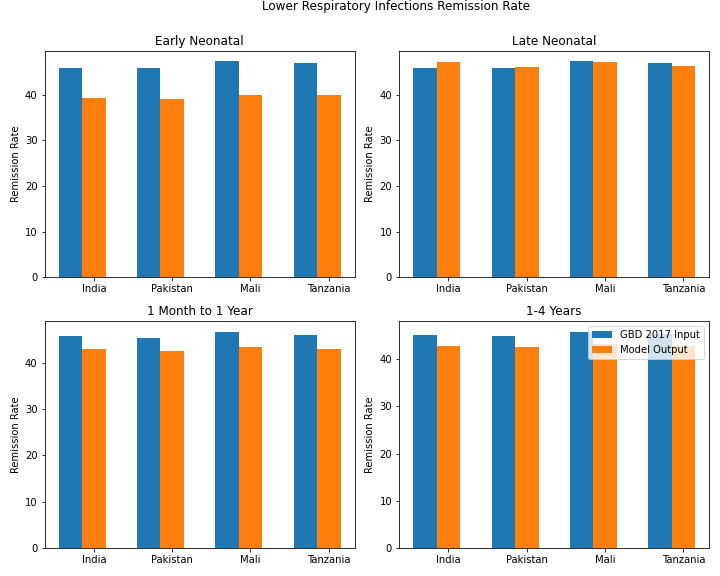 Lower Respiratory Infections Remission Rate
Early Neonatal
Remission Rate
40
30
20
10
0
India Pakistan Mali Tanzania
Late Neonatal
Remission Rate
40
30
20
10
0
India Pakistan Mali Tanzania
1 Month to 1 Year
Remission Rate
40
30
20
10
0
India Pakistan Mali Tanzania
1-4 Years
GBD 2017 Input
Model Output
Remission Rate
40
30
20
10
0
India Pakistan Mali Tanzania